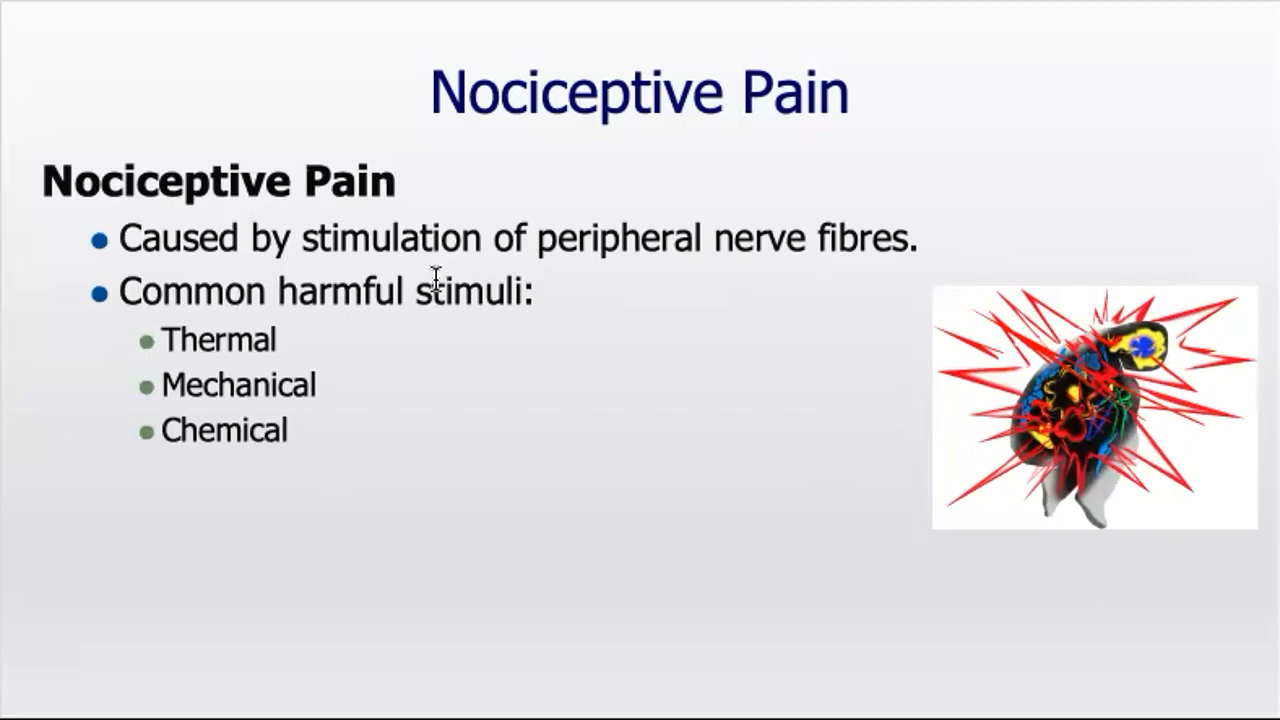 Nociceptive Pain
Nociceptive Pain
Caused by stimulation of peripheral nerve fibres.
Common harmful stimuli:
Thermal
Mechanical
Chemical